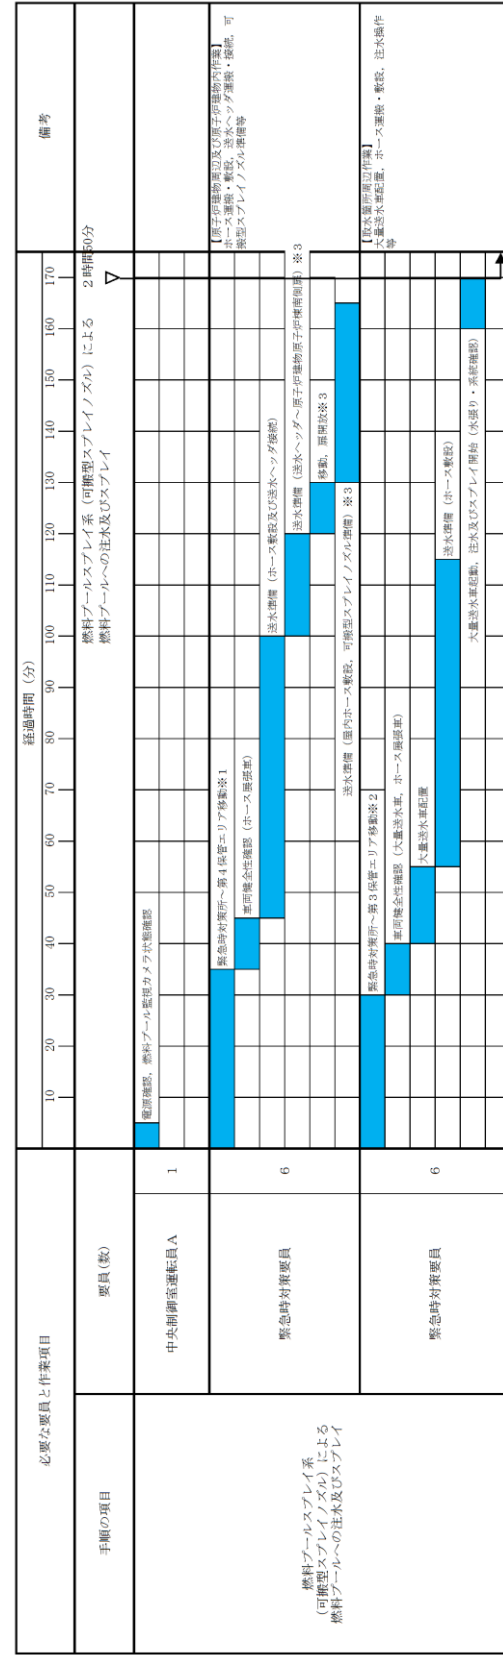 必要な要員と作業項目
経過時間（分）
備考
手順の項目
要員(数)
10 20 30 40 50 60 70 80 90 100 110 120 130 140 150 160 170
燃料プールスプレイ系（可搬型スプレイノズル）による
燃料プールへの注水及びスプレイ
2時間50分
▽
燃料プールスプレイ系
（可搬型スプレイノズル）による
燃料プールへの注水及びスプレイ
中央制御室運転員A
1
電源確認，燃料プール監視カメラ状態確認
緊急時対策要員
6
緊急時対策所～第4保管エリア移動※1
車両健全性確認（ホース展張車）
送水準備（ホース敷設及び送水ヘッダ接続）
送水準備（送水ヘッダ～原子炉建物原子炉棟南側扉）※3
移動，扉開放※3
送水準備（屋内ホース敷設，可搬型スプレイノズル準備）※3
【原子炉建物周辺及び原子炉建物内作業】
ホース運搬・敷設，送水ヘッダ運搬・接続，可
搬型スプレイノズル準備等
緊急時対策要員
6
緊急時対策所～第3保管エリア移動※2
車両健全性確認（大量送水車，ホース展張車）
大量送水車配置
送水準備（ホース敷設）
大量送水車起動，注水及びスプレイ開始（水張り・系統確認）
【取水箇所周辺作業】
大量送水車配置，ホース運搬・敷設，注水操作
等